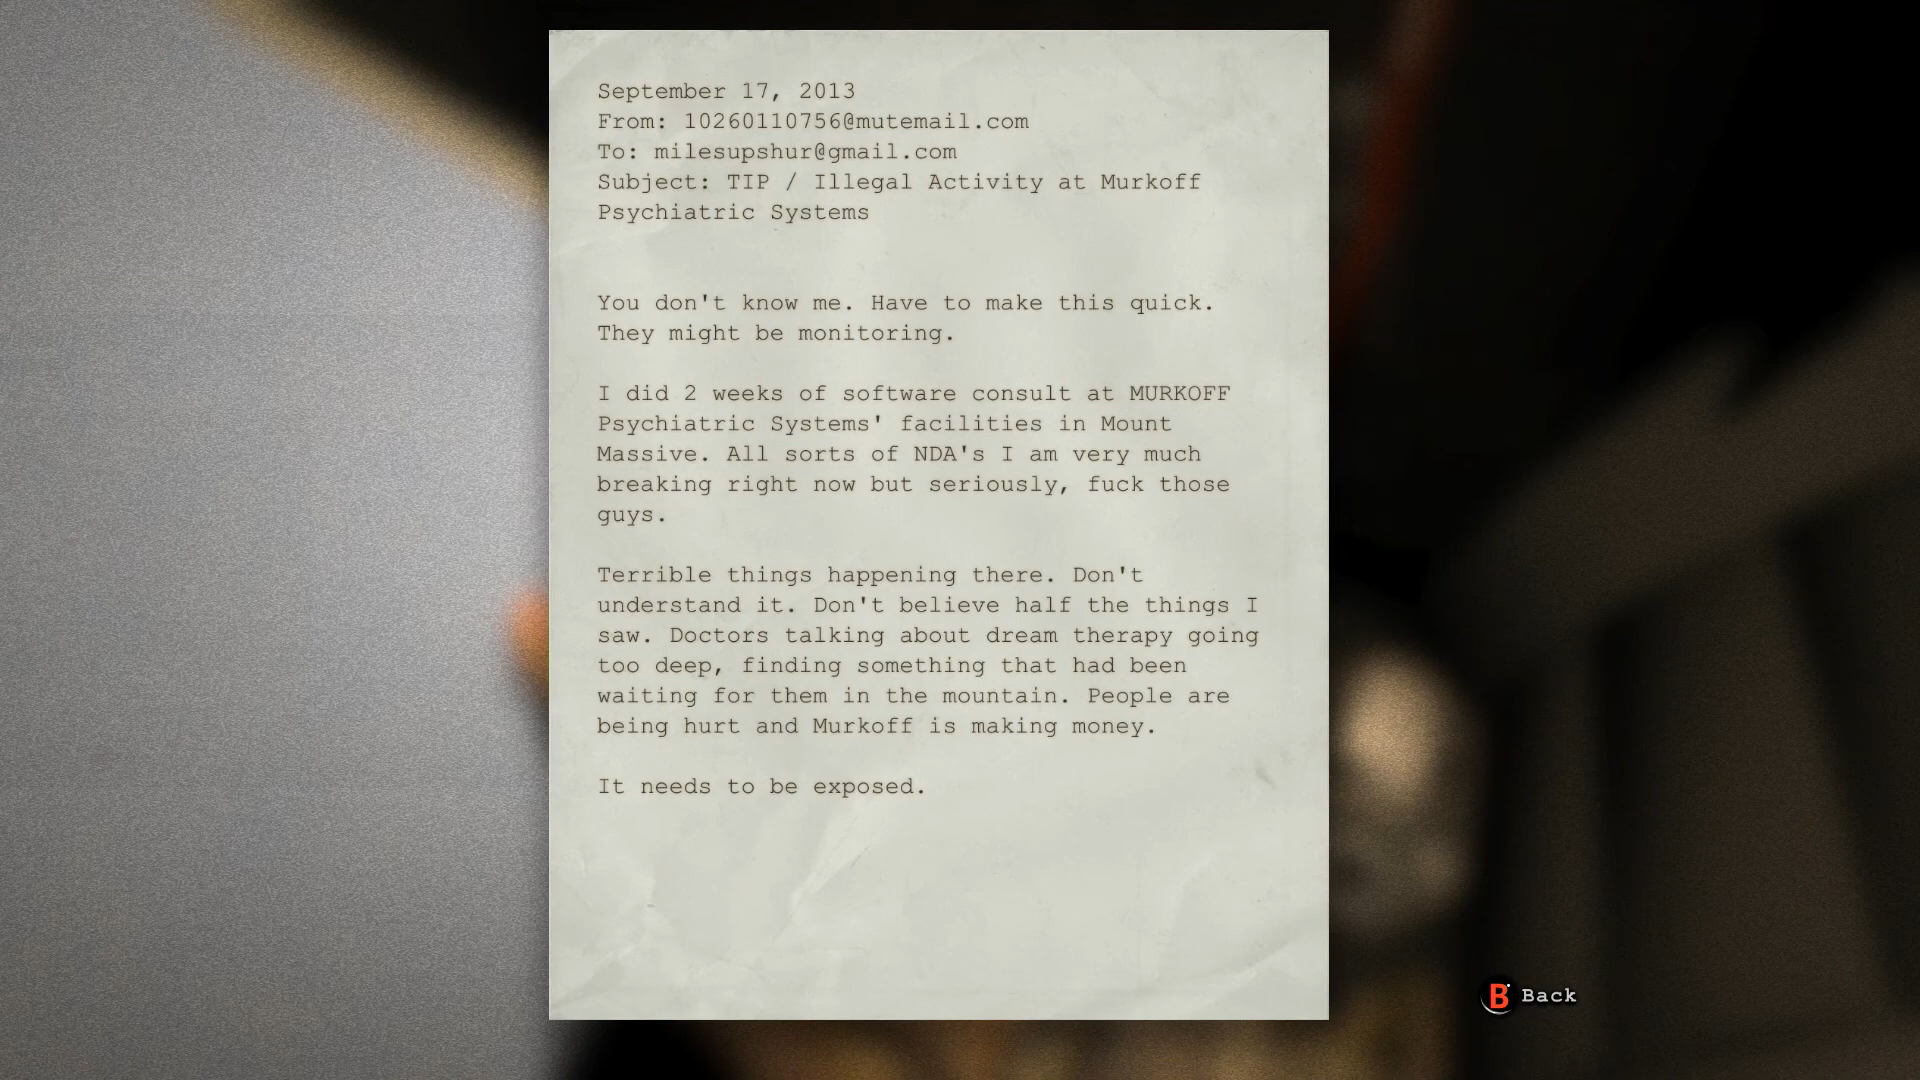 September 17, 2013
From: 10260110756@mutemail.com
To: milesupshur@gmail.com
Subject: TIP / Illegal Activity at Murkoff
Psychiatric Systems
You don't know me. Have to make this quick.
They might be monitoring.
I did 2 weeks of software consult at MURKOFF
Psychiatric Systems' facilities in Mount
Massive. All sorts of NDA's I am very much
breaking right now but seriously, fuck those
guys.
Terrible things happening there. Don't
understand it. Don't believe half the things I
saw. Doctors talking about dream therapy going
too deep, finding something that had been
waiting for them in the mountain. People are
being hurt and Murkoff is making money.
It needs to be exposed.
B Back